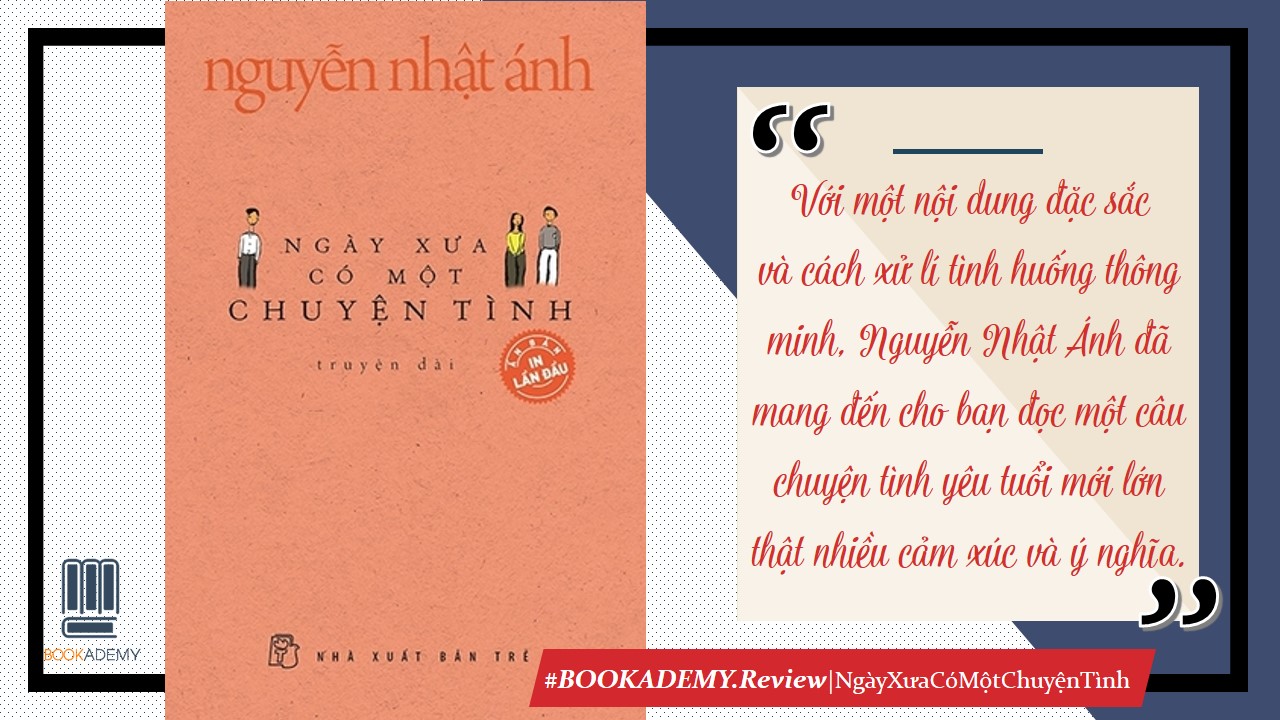 nguyễn nhật ánh
NGÀY XƯA
CÓ MỘT
CHUYỆN TÌNH
truyện dài
ẤN BẢN
IN
LẦN ĐẦU
NHÀ XUẤT BẢN TRẺ
BOOKADEMY
“
Với một nội dung đặc sắc
và cách xử lí tình huống thông
minh, Nguyễn Nhật Ánh đã
mang đến cho bạn đọc một câu
chuyện tình yêu tuổi mới lớn
thật nhiều cảm xúc và ý nghĩa.
”
#BOOKADEMY.Review|NgàyXưaCóMộtChuyệnTình